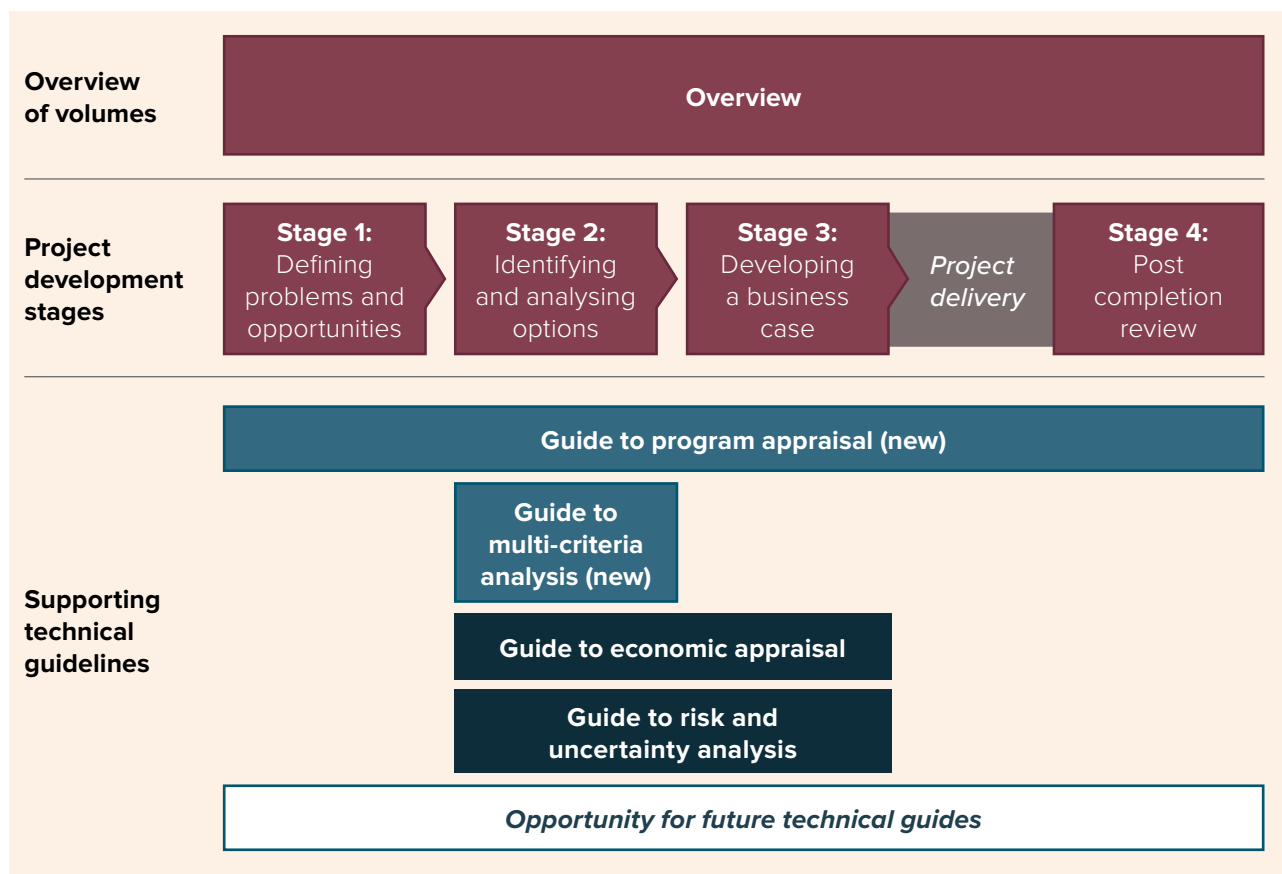 Overview
of volumes
Overview
Project
development
stages
Stage 1:
Defining
problems and
opportunities
Stage 2:
Identifying
and analysing
options
Stage 3:
Developing
a business
case
Project
delivery
Stage 4:
Post
completion
review
Supporting
technical
guidelines
Guide to program appraisal (new)
Guide to
multi-criteria
analysis (new)
Guide to economic appraisal
Guide to risk and
uncertainty analysis
Opportunity for future technical guides